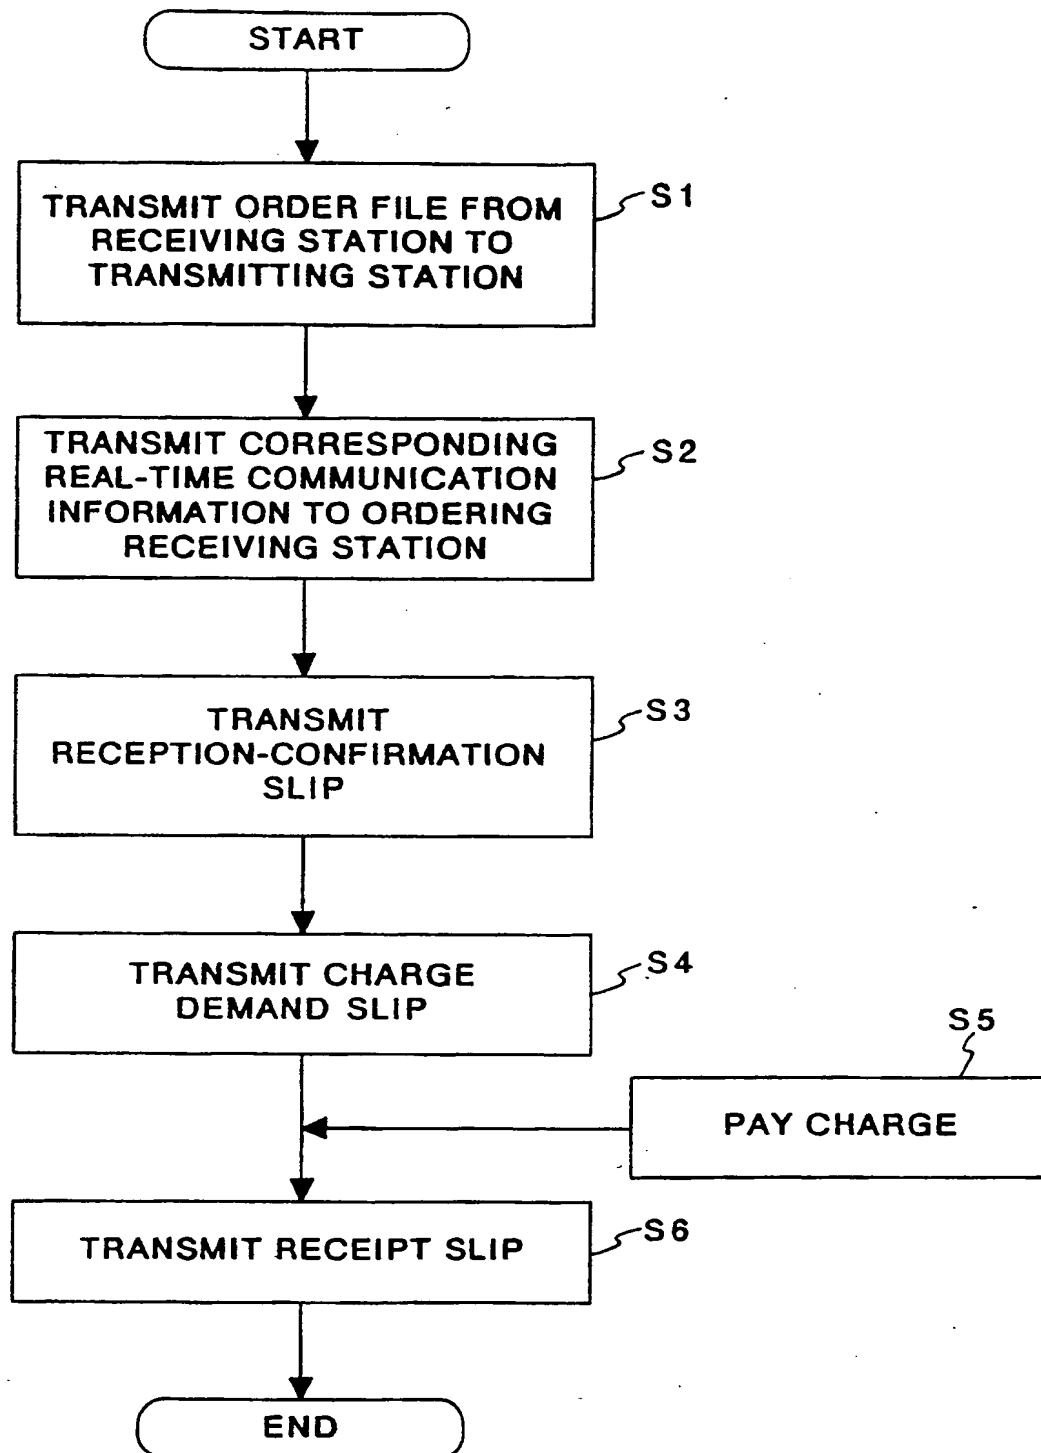 START
S1
TRANSMIT ORDER FILE FROM
RECEIVING STATION TO
TRANSMITTING STATION
S2
TRANSMIT CORRESPONDING
REAL-TIME COMMUNICATION
INFORMATION TO ORDERING
RECEIVING STATION
S3
TRANSMIT
RECEPTION-CONFIRMATION
SLIP
S4
TRANSMIT CHARGE
DEMAND SLIP
S5
PAY CHARGE
S6
TRANSMIT RECEIPT SLIP
END